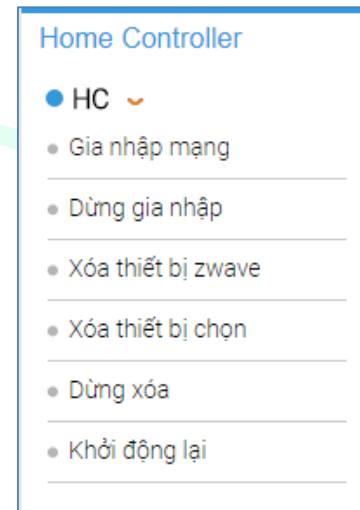 Home Controller
HC
Gia nhập mạng
Dừng gia nhập
Xóa thiết bị zwave
Xóa thiết bị chọn
Dừng xóa
Khởi động lại